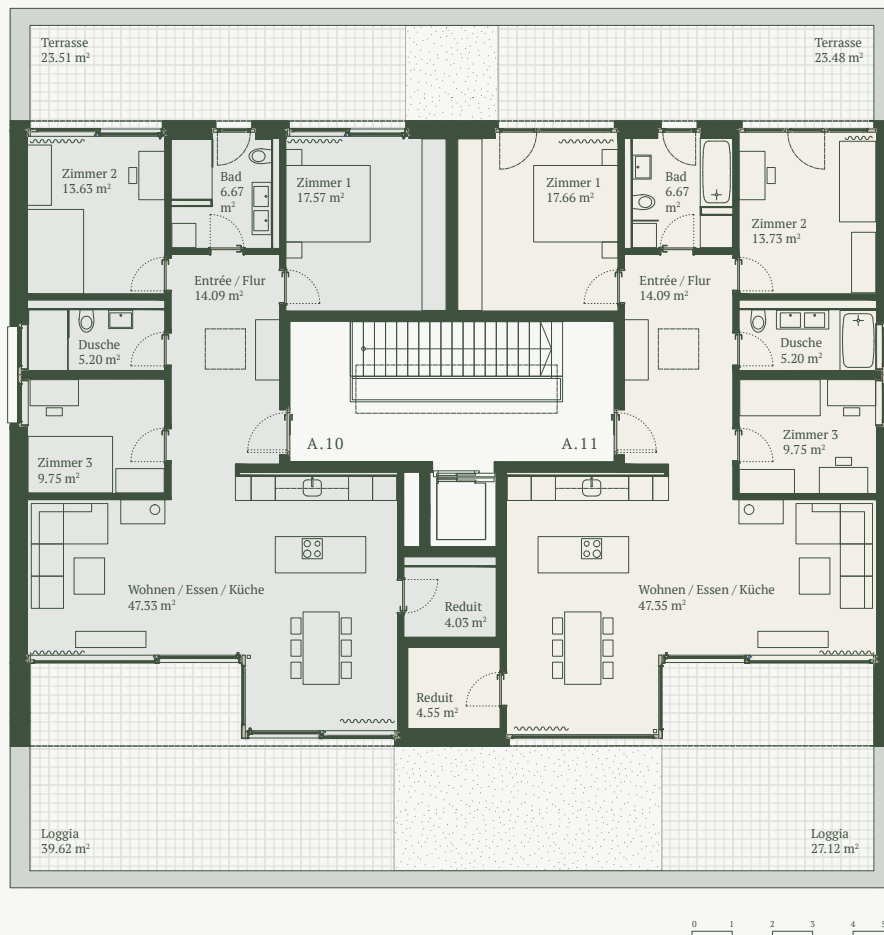 Terrasse
23.51 m²
Terrasse
23.48 m²
Zimmer 2
13.63 m²
Bad
6.67
m²
Zimmer 1
17.57 m²
Zimmer 1
17.66 m²
Bad
6.67
m²
Zimmer 2
13.73 m²
Entrée / Flur
14.09 m²
Entrée / Flur
14.09 m²
Dusche
5.20 m²
Dusche
5.20 m²
A.10
A.11
Zimmer 3
9.75 m²
Zimmer 3
9.75 m²
Wohnen / Essen / Küche
47.33 m²
Wohnen / Essen / Küche
47.35 m²
Reduit
4.03 m²
Reduit
4.55 m²
Loggia
39.62 m²
Loggia
27.12 m²
0 1 2 3 4 5